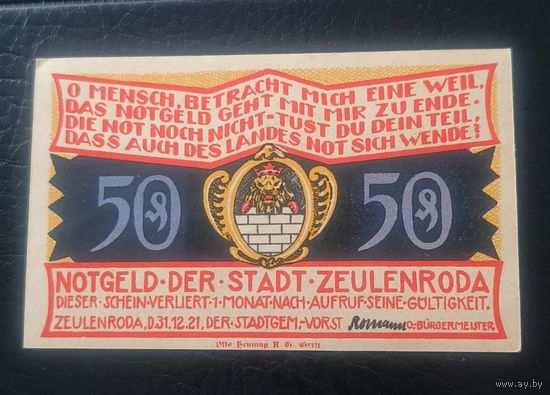 O MENSCH, BETRACHT MICH EINE WEIL,
DAS NOTGELD GEHT MIT MIR ZU ENDE.
DIE NOT NOCH NICHT - TUST DU DEIN TEIL,
DASS AUCH DES LANDES NOT SICH WENDE?
50 50
NOTGELD · DER · STADT · ZEULENRODA
DIESER · SCHEIN · VERLIERT · 1 · MONAT · NACH · AUFRUF · SEINE · GÜLTIGKEIT.
ZEULENRODA, D. 31.12.21, DER · STADTGEM. - VORST O. - BÜRGERMEISTER
Otto Henning A. G. Greiz.
www.ay.by